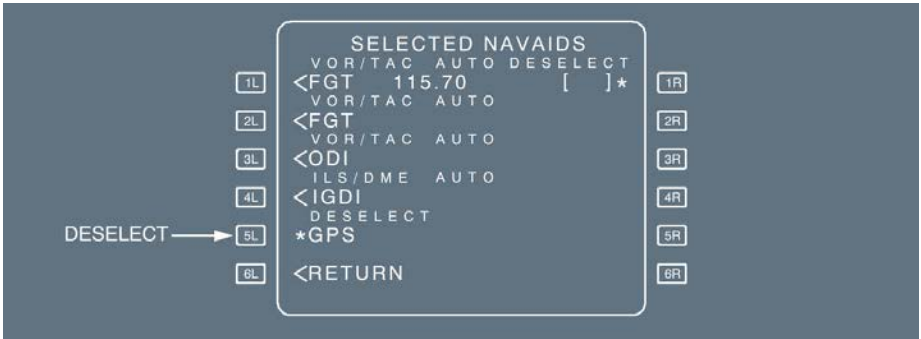 SELECTED NAVAIDS
VOR/TAC AUTO DESELECT
1L <FGT 115.70 [ ]* 1R
VOR/TAC AUTO
2L <FGT 2R
VOR/TAC AUTO
3L <ODI 3R
ILS/DME AUTO
4L <IGDI 4R
DESELECT
DESELECT 5L *GPS 5R
6L <RETURN 6R